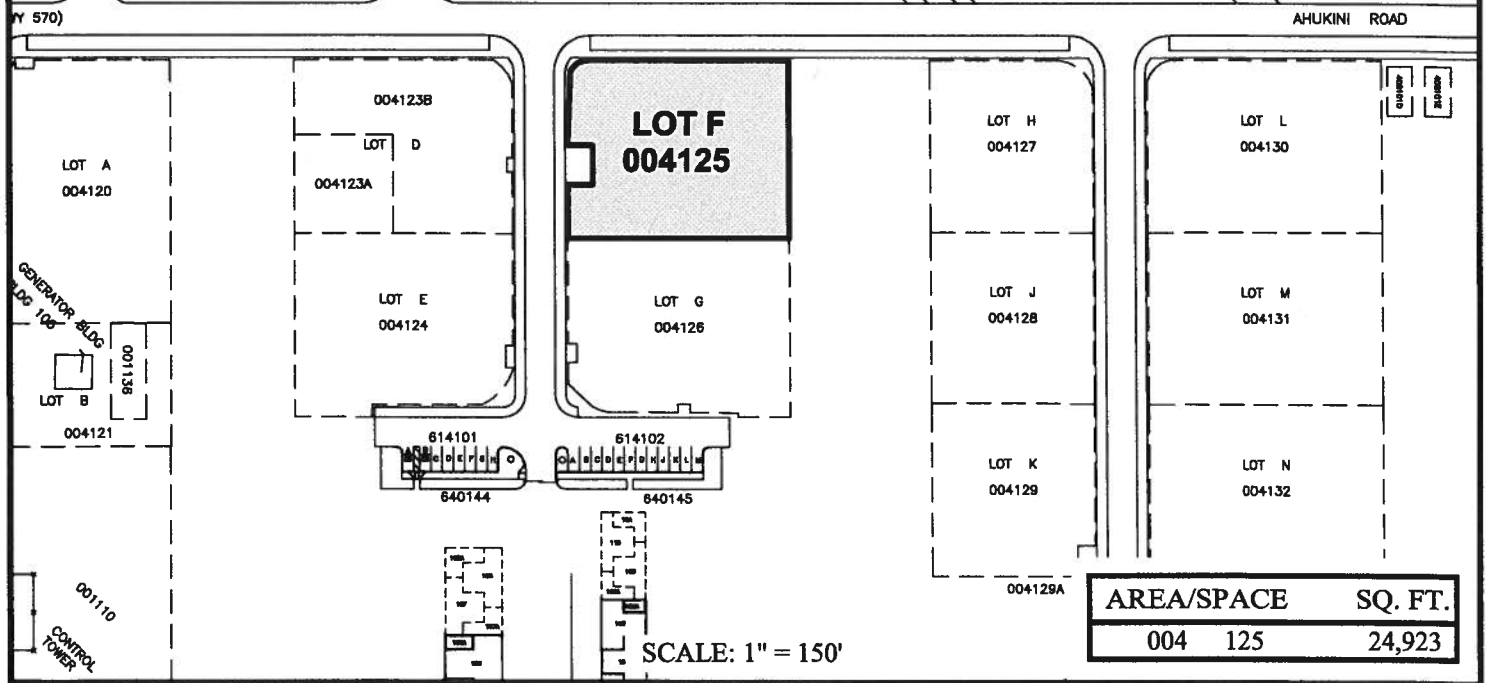 Y 570)
AHUKINI ROAD
004123B
LOT D
004123A
LOT A
004120
LOT F
004125
LOT H
004127
LOT L
004130
GENERATOR BLDG
BLDG 106
001136
LOT B
004121
LOT E
004124
LOT G
004126
LOT J
004128
LOT M
004131
614101
C D E F G H
614102
A B C D E F G H J K L M
640144
640145
LOT K
004129
LOT N
004132
004129A
001110
CONTROL
TOWER
SCALE: 1" = 150'
AREA/SPACE SQ. FT.
004 125 24,923